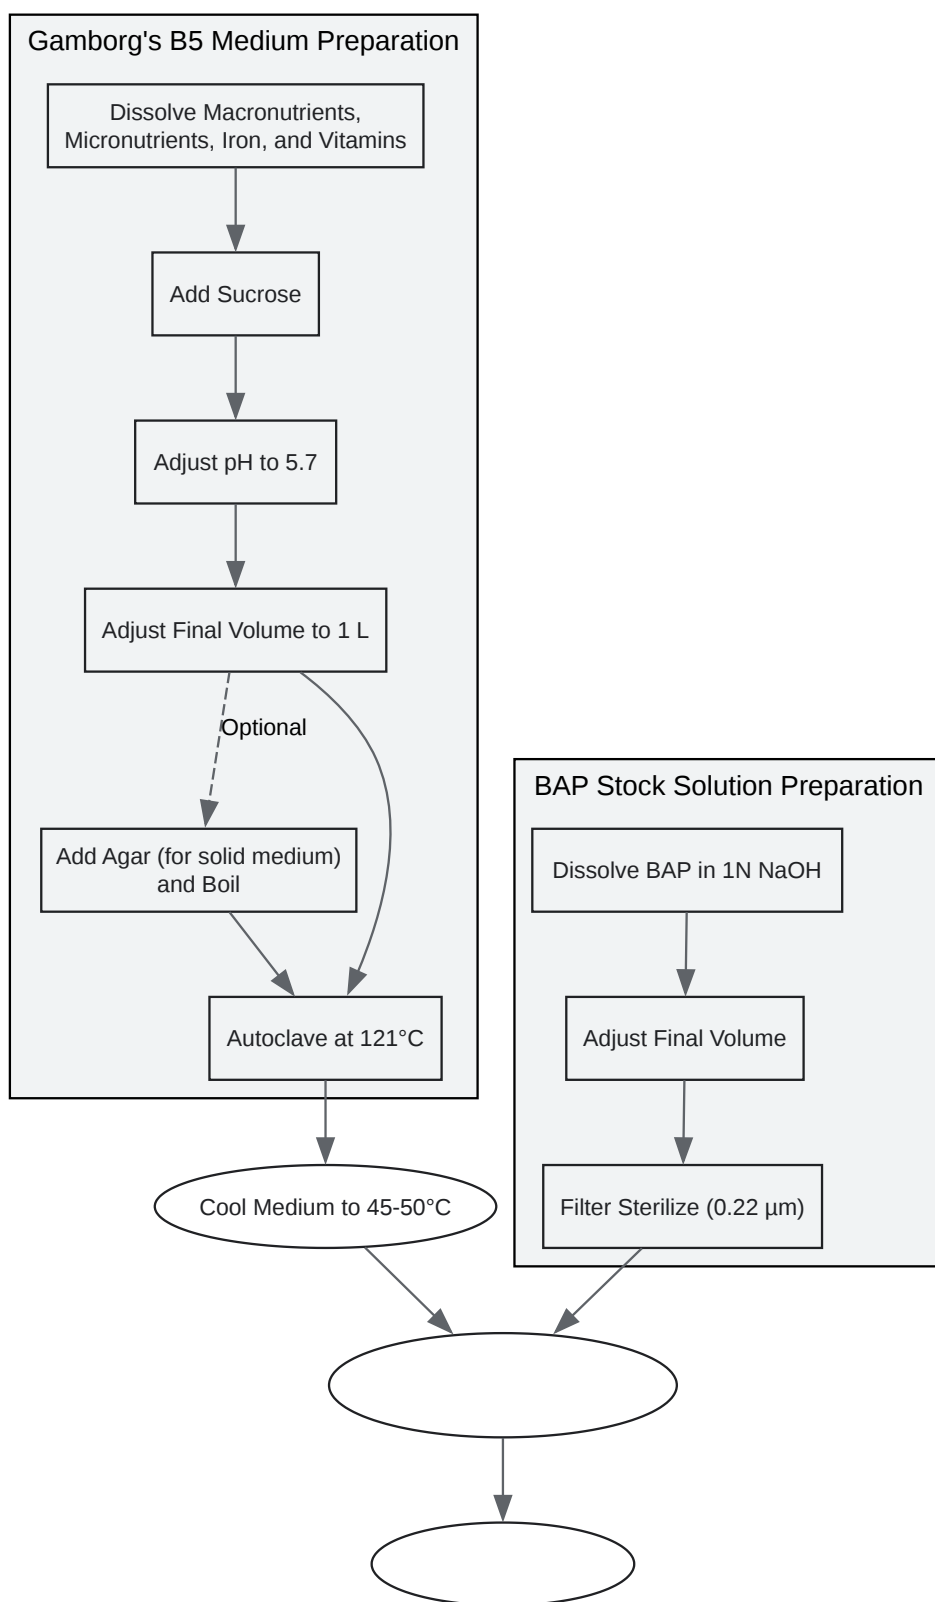 Gamborg's B5 Medium Preparation
Dissolve Macronutrients,
Micronutrients, Iron, and Vitamins
Add Sucrose
Adjust pH to 5.7
Adjust Final Volume to 1 L
Optional
Add Agar (for solid medium)
and Boil
Autoclave at 121°C
Cool Medium to 45-50°C
BAP Stock Solution Preparation
Dissolve BAP in 1N NaOH
Adjust Final Volume
Filter Sterilize (0.22 µm)